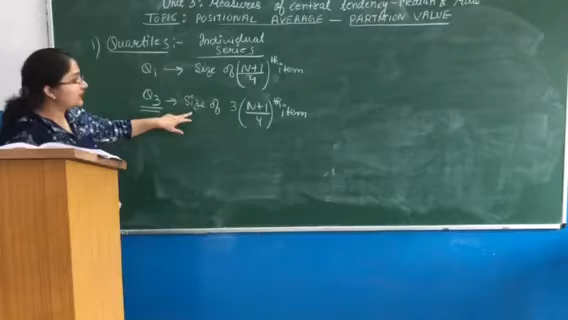 Unit 3: Measures of central tendency - Median & Mode
TOPIC: POSITIONAL AVERAGE — PARTATION VALUE
1) Quartiles:- Individual Series
Q₁ → Size of (N+1/4)th item
Q₃ → Size of 3(N+1/4)th item